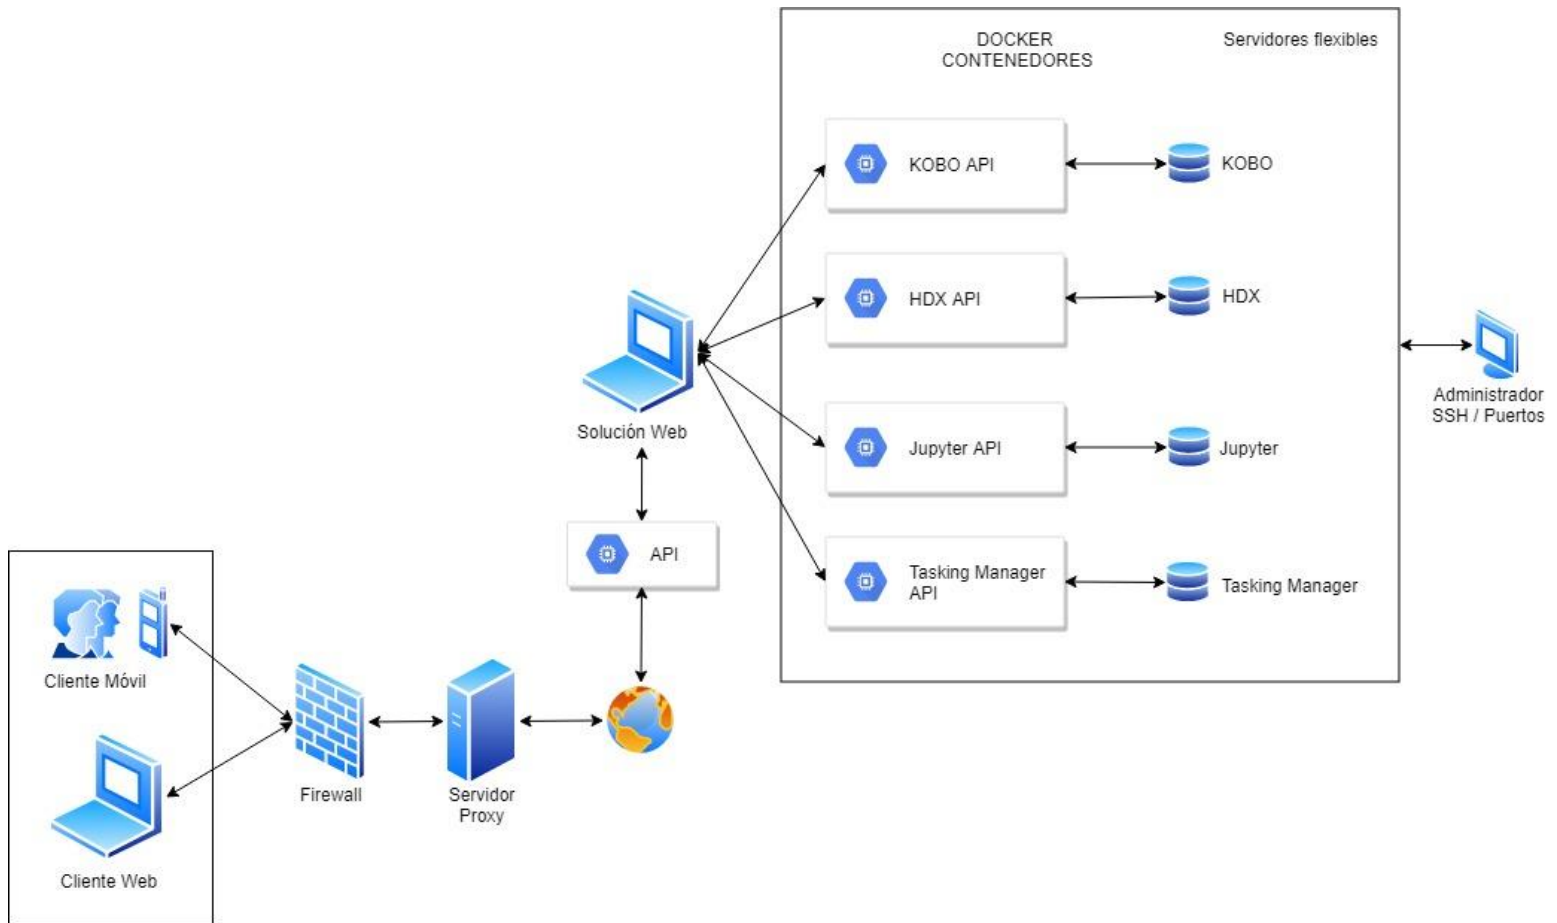 DOCKER
CONTENEDORES
Servidores flexibles
KOBO API
KOBO
HDX API
HDX
Administrador
SSH / Puertos
Solución Web
Jupyter API
Jupyter
API
Tasking Manager
API
Tasking Manager
Cliente Móvil
Firewall
Servidor
Proxy
Cliente Web